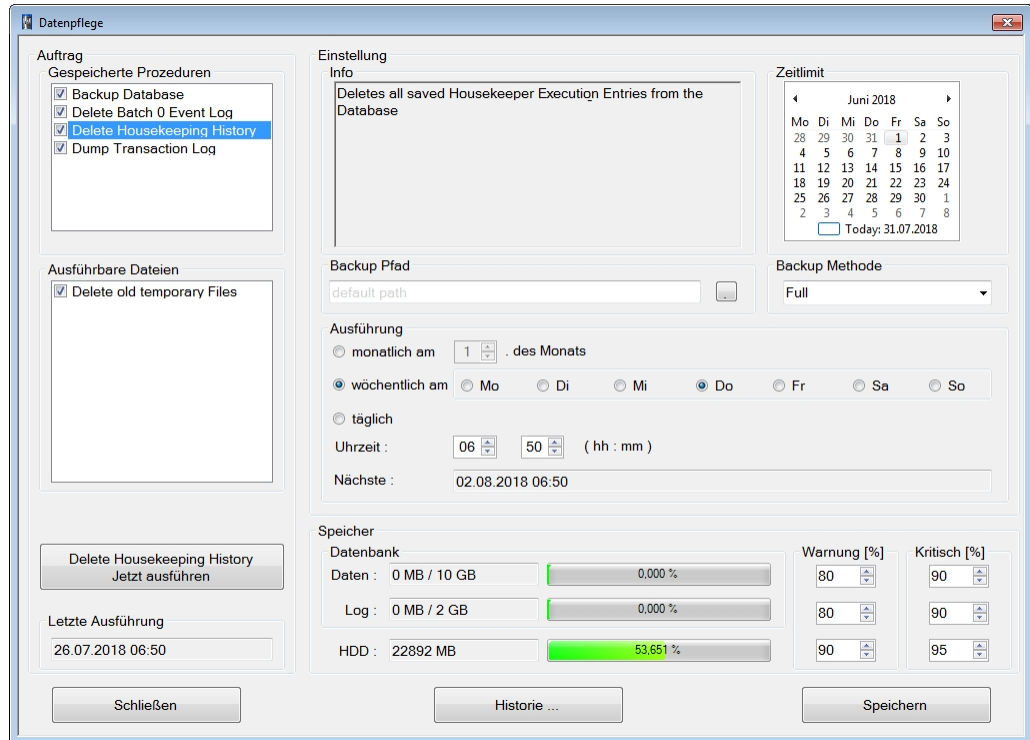 Datenpflege
Auftrag
Gespeicherte Prozeduren
Backup Database
Delete Batch 0 Event Log
Delete Housekeeping History
Dump Transaction Log
Ausführbare Dateien
Delete old temporary Files
Delete Housekeeping History
Jetzt ausführen
Letzte Ausführung
26.07.2018 06:50
Einstellung
Info
Deletes all saved Housekeeper Execution Entries from the
Database
Zeitlimit
Juni 2018
Mo Di Mi Do Fr Sa So
28 29 30 31 1 2 3
4 5 6 7 8 9 10
11 12 13 14 15 16 17
18 19 20 21 22 23 24
25 26 27 28 29 30 1
2 3 4 5 6 7 8
Today: 31.07.2018
Backup Pfad
default path
.
Backup Methode
Full
Ausführung
monatlich am 1 . des Monats
wöchentlich am Mo Di Mi Do Fr Sa So
täglich
Uhrzeit : 06 50 ( hh : mm )
Nächste : 02.08.2018 06:50
Speicher
Datenbank
Warnung [%] Kritisch [%]
Daten : 0 MB / 10 GB 0,000 % 80 90
Log : 0 MB / 2 GB 0,000 % 80 90
HDD : 22892 MB 53,651 % 90 95
Schließen
Historie ...
Speichern